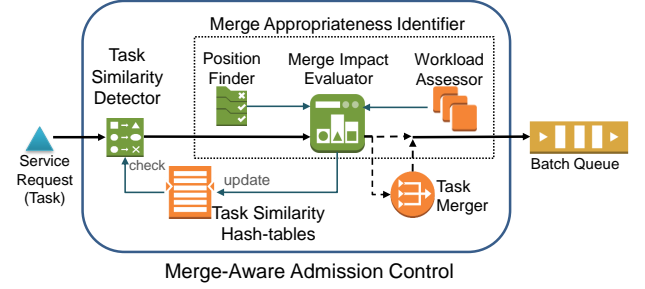 Merge Appropriateness Identifier
Task
Similarity
Detector
Position
Finder
Merge Impact
Evaluator
Workload
Assessor
Service
Request
(Task)
check
update
Task Similarity
Hash-tables
Task
Merger
Batch Queue
Merge-Aware Admission Control